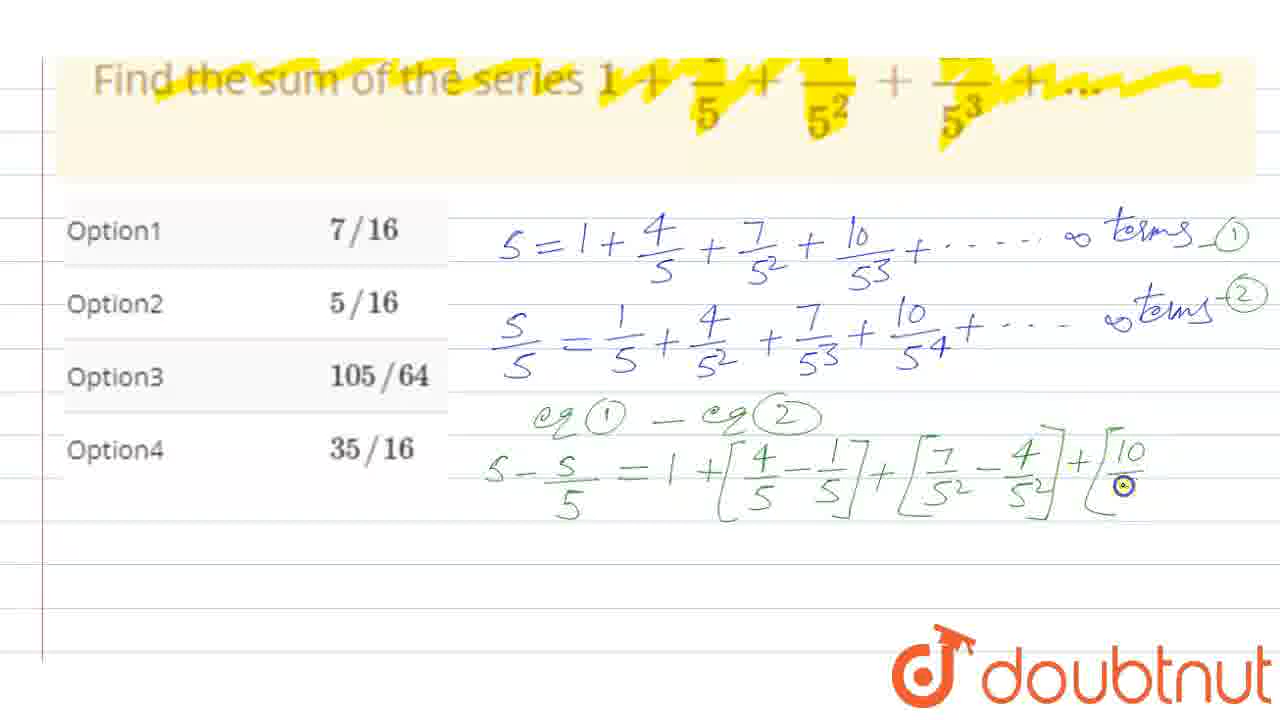 Find the sum of the series 1 + /5 + /5² + /5³ + ...
Option1 7/16
Option2 5/16
Option3 105/64
Option4 35/16
S = 1 + 4/5 + 7/5² + 10/5³ + ...... ∞ terms - ①
S/5 = 1/5 + 4/5² + 7/5³ + 10/5⁴ + ... ∞ terms - ②
eq ① - eq ②
S - S/5 = 1 + [4/5 - 1/5] + [7/5² - 4/5²] + [10/
doubtnut